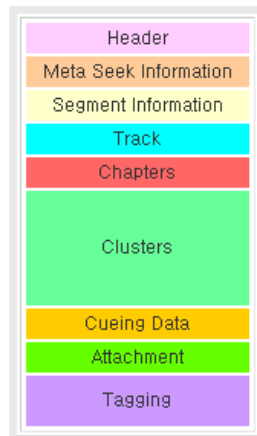 Header
Meta Seek Information
Segment Information
Track
Chapters
Clusters
Cueing Data
Attachment
Tagging